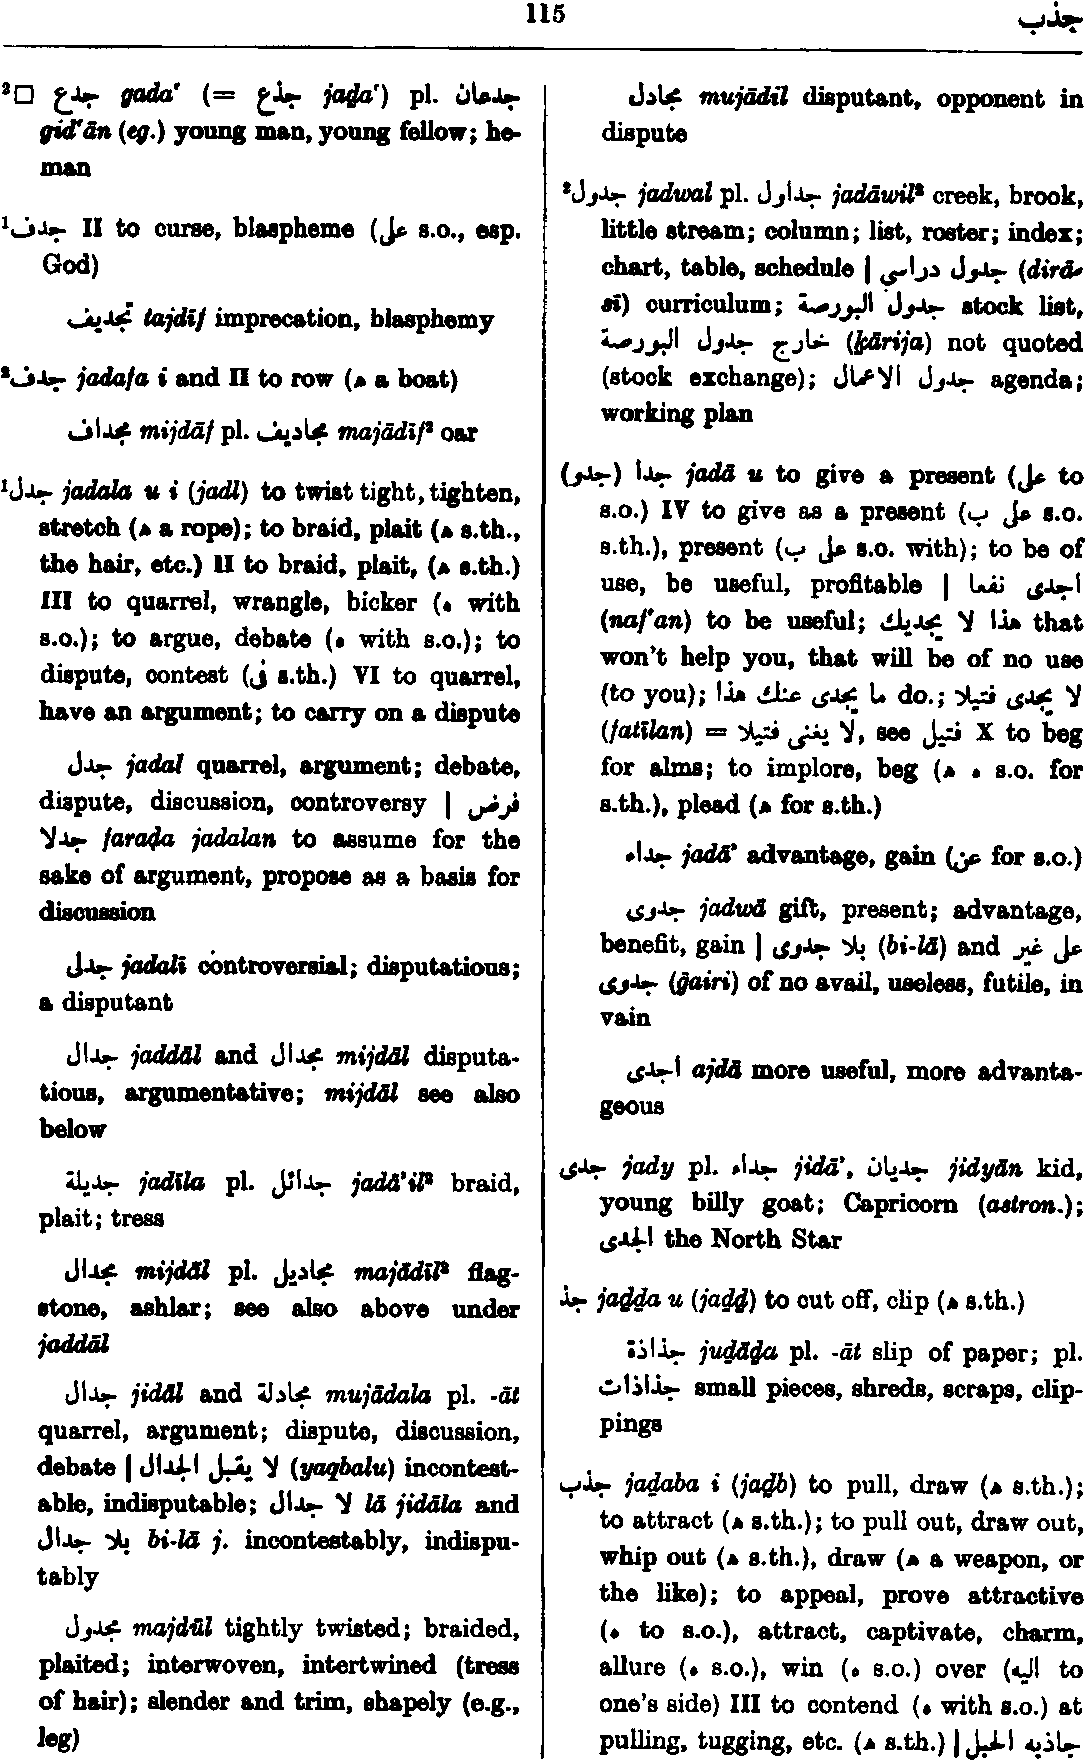 115
جذب
²□ جدع gada‘ (= جذع jaḏa‘) pl. جدعان
gid‘ān (eg.) young man, young fellow; he-
man
¹جدف II to curse, blaspheme (على s.o., esp.
God)
تجديف tajdīf imprecation, blasphemy
²جدف jadafa i and II to row (ه a boat)
مجداف mijdāf pl. مجاديف majādīf² oar
¹جدل jadala u i (jadl) to twist tight, tighten,
stretch (ه a rope); to braid, plait (ه s.th.,
the hair, etc.) II to braid, plait, (ه s.th.)
III to quarrel, wrangle, bicker (ه with
s.o.); to argue, debate (ه with s.o.); to
dispute, contest (في s.th.) VI to quarrel,
have an argument; to carry on a dispute
جدل jadal quarrel, argument; debate,
dispute, discussion, controversy | فرض
جدلا faraḍa jadalan to assume for the
sake of argument, propose as a basis for
discussion
جدلى jadalī controversial; disputatious;
a disputant
جدال jaddāl and مجدال mijdāl disputa-
tious, argumentative; mijdāl see also
below
جديلة jadīla pl. جدائل jadā’il² braid,
plait; tress
مجدال mijdāl pl. مجاديل majādīl² flag-
stone, ashlar; see also above under
jaddāl
جدال jidāl and مجادلة mujādala pl. -āt
quarrel, argument; dispute, discussion,
debate | لا يقبل الجدال (yaqbalu) incontest-
able, indisputable; لا جدال lā jidāla and
بلا جدال bi-lā j. incontestably, indispu-
tably
مجدول majdūl tightly twisted; braided,
plaited; interwoven, intertwined (tress
of hair); slender and trim, shapely (e.g.,
leg)
مجادل mujādil disputant, opponent in
dispute
²جدول jadwal pl. جداول jadāwil² creek, brook,
little stream; column; list, roster; index;
chart, table, schedule | جدول دراسي (dirā-
sī) curriculum; جدول البورصة stock list,
خارج جدول البورصة (ḵārija) not quoted
(stock exchange); جدول الاعمال agenda;
working plan
(جدو) جدا jadā u to give a present (على to
s.o.) IV to give as a present (على ب s.o.
s.th.), present (على ب s.o. with); to be of
use, be useful, profitable | أجدى نفعا
(naf‘an) to be useful; هذا لا يجديك that
won’t help you, that will be of no use
(to you); ما يجدى عنك هذا do.; لا يجدى فتيلا
(fatīlan) = لا يغنى فتيلا, see فتيل X to beg
for alms; to implore, beg (ه ه s.o. for
s.th.), plead (ه for s.th.)
جداء jadā’ advantage, gain (عن for s.o.)
جدوى jadwā gift, present; advantage,
benefit, gain | بلا جدوى (bi-lā) and على غير
جدوى (ḡairi) of no avail, useless, futile, in
vain
أجدى ajdā more useful, more advanta-
geous
جدى jady pl. جداء jidā’, جديان jidyān kid,
young billy goat; Capricorn (astron.);
الجدى the North Star
جذ jaḏḏa u (jaḏḏ) to cut off, clip (ه s.th.)
جذاذة juḏāḏa pl. -āt slip of paper; pl.
جذاذات small pieces, shreds, scraps, clip-
pings
جذب jaḏaba i (jaḏb) to pull, draw (ه s.th.);
to attract (ه s.th.); to pull out, draw out,
whip out (ه s.th.), draw (ه a weapon, or
the like); to appeal, prove attractive
(ه to s.o.), attract, captivate, charm,
allure (ه s.o.), win (ه s.o.) over (اليه to
one’s side) III to contend (ه with s.o.) at
pulling, tugging, etc. (ه s.th.) | جاذبه الحبل